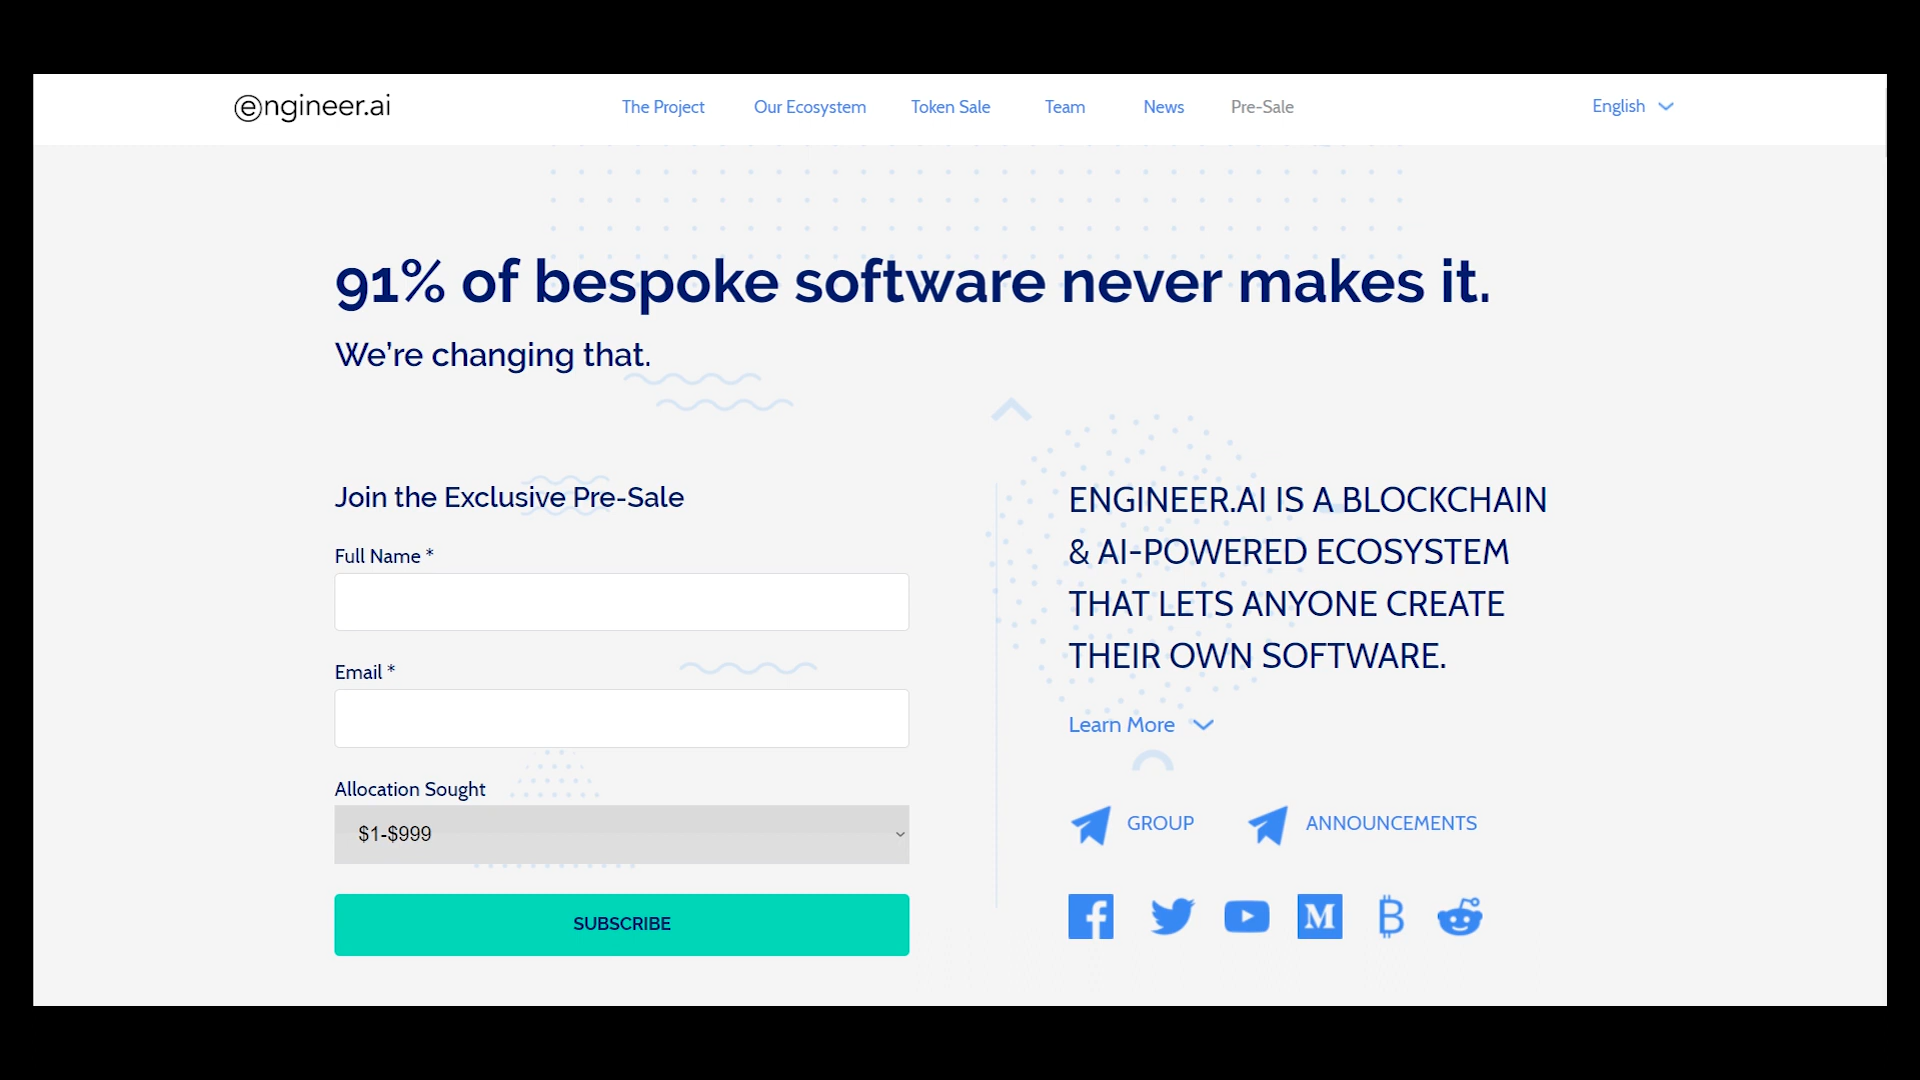 engineer.ai
The Project Our Ecosystem Token Sale Team News Pre-Sale English
91% of bespoke software never makes it.
We're changing that.
Join the Exclusive Pre-Sale
Full Name *
Email *
Allocation Sought
$1-$999
SUBSCRIBE
ENGINEER.AI IS A BLOCKCHAIN
& AI-POWERED ECOSYSTEM
THAT LETS ANYONE CREATE
THEIR OWN SOFTWARE.
Learn More
GROUP ANNOUNCEMENTS